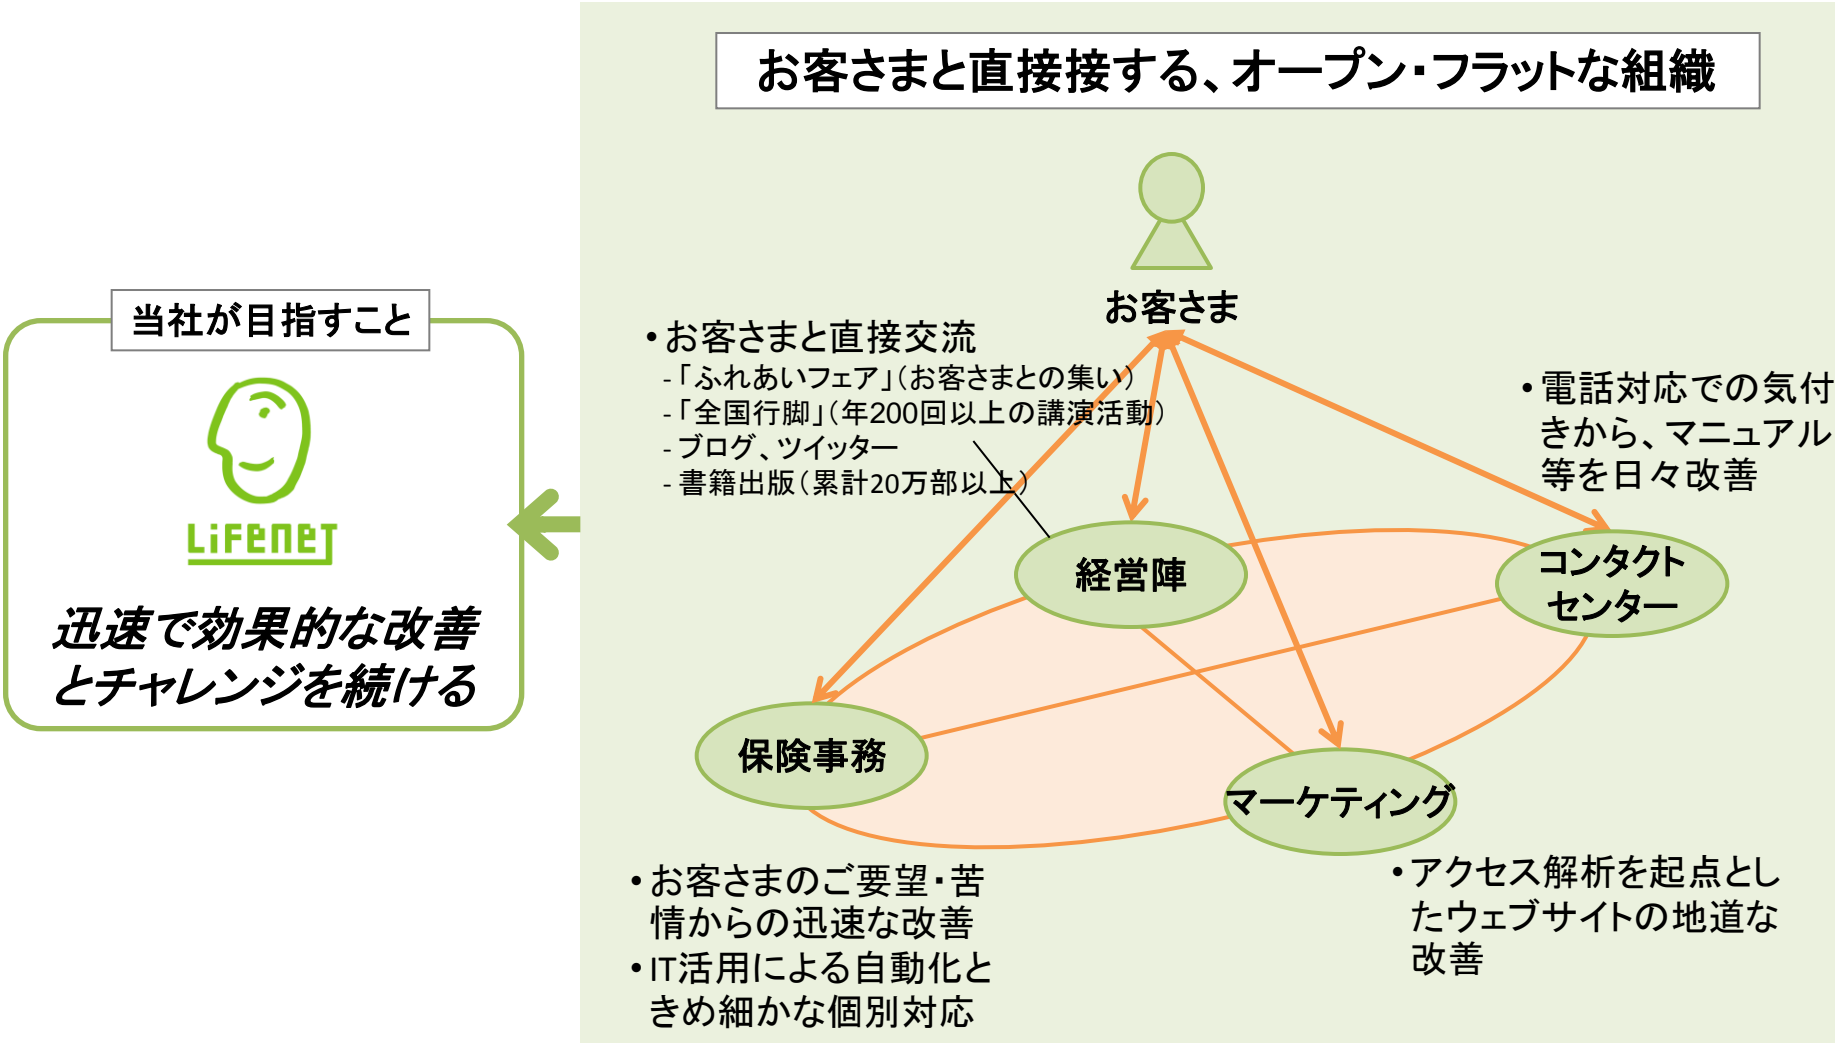 お客さまと直接接する、オープン・フラットな組織
お客さま
当社が目指すこと
LiFENET
迅速で効果的な改善
とチャレンジを続ける
•お客さまと直接交流
-「ふれあいフェア」（お客さまとの集い）
-「全国行脚」（年200回以上の講演活動）
- ブログ、ツイッター
- 書籍出版（累計20万部以上）
•電話対応での気付
きから、マニュアル
等を日々改善
経営陣
コンタクト
センター
保険事務
マーケティング
•お客さまのご要望・苦
情からの迅速な改善
•IT活用による自動化と
きめ細かな個別対応
•アクセス解析を起点とし
たウェブサイトの地道な
改善